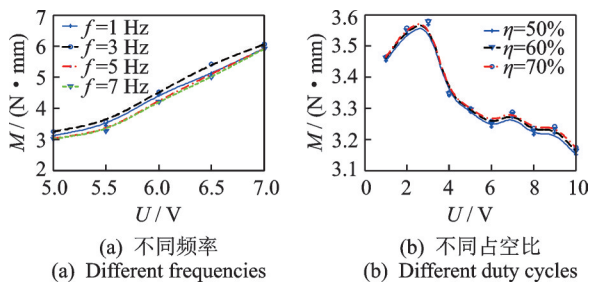 f=1 Hz
f=3 Hz
f=5 Hz
f=7 Hz
M / (N • mm)
7
6
5
4
3
2
5.0 5.5 6.0 6.5 7.0
U / V
(a) 不同频率
(a) Different frequencies
η=50%
η=60%
η=70%
M / (N • mm)
3.6
3.5
3.4
3.3
3.2
3.1
0 2 4 6 8 10
U / V
(b) 不同占空比
(b) Different duty cycles